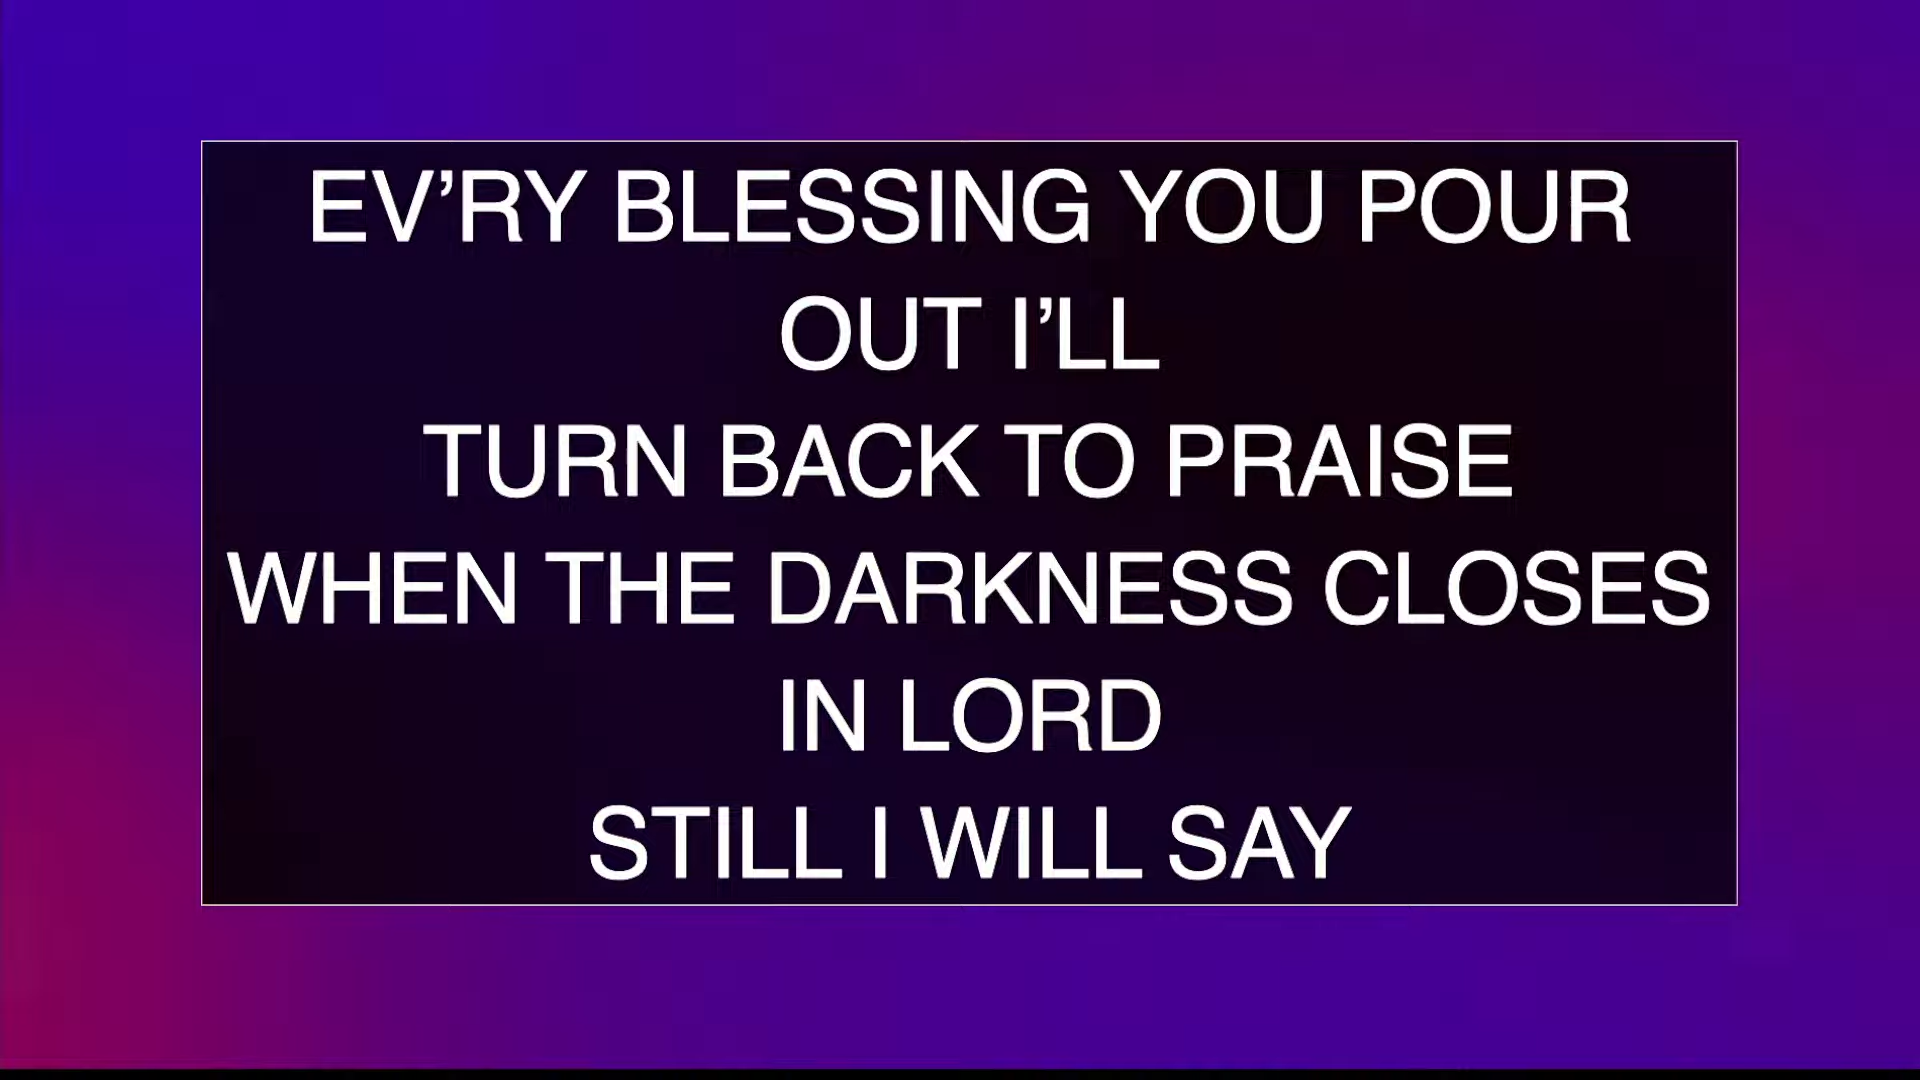 EV’RY BLESSING YOU POUR
OUT I’LL
TURN BACK TO PRAISE
WHEN THE DARKNESS CLOSES
IN LORD
STILL I WILL SAY